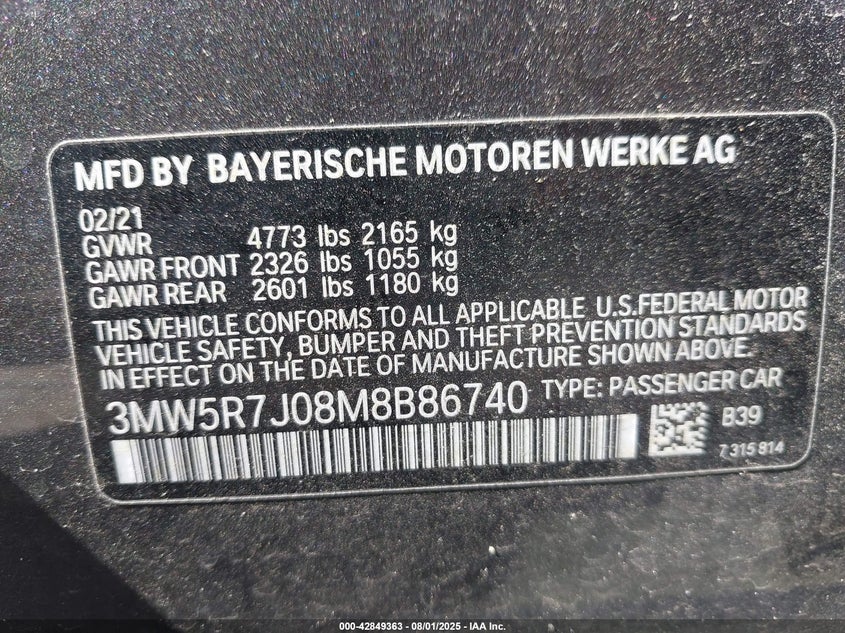 MFD BY BAYERISCHE MOTOREN WERKE AG
02/21
GVWR 4773 lbs 2165 kg
GAWR FRONT 2326 lbs 1055 kg
GAWR REAR 2601 lbs 1180 kg
THIS VEHICLE CONFORMS TO ALL APPLICABLE U.S.FEDERAL MOTOR
VEHICLE SAFETY, BUMPER AND THEFT PREVENTION STANDARDS
IN EFFECT ON THE DATE OF MANUFACTURE SHOWN ABOVE.
3MW5R7J08M8B86740 TYPE: PASSENGER CAR
B39
7 315 814
000-42849363 - 08/01/2025 - IAA Inc.